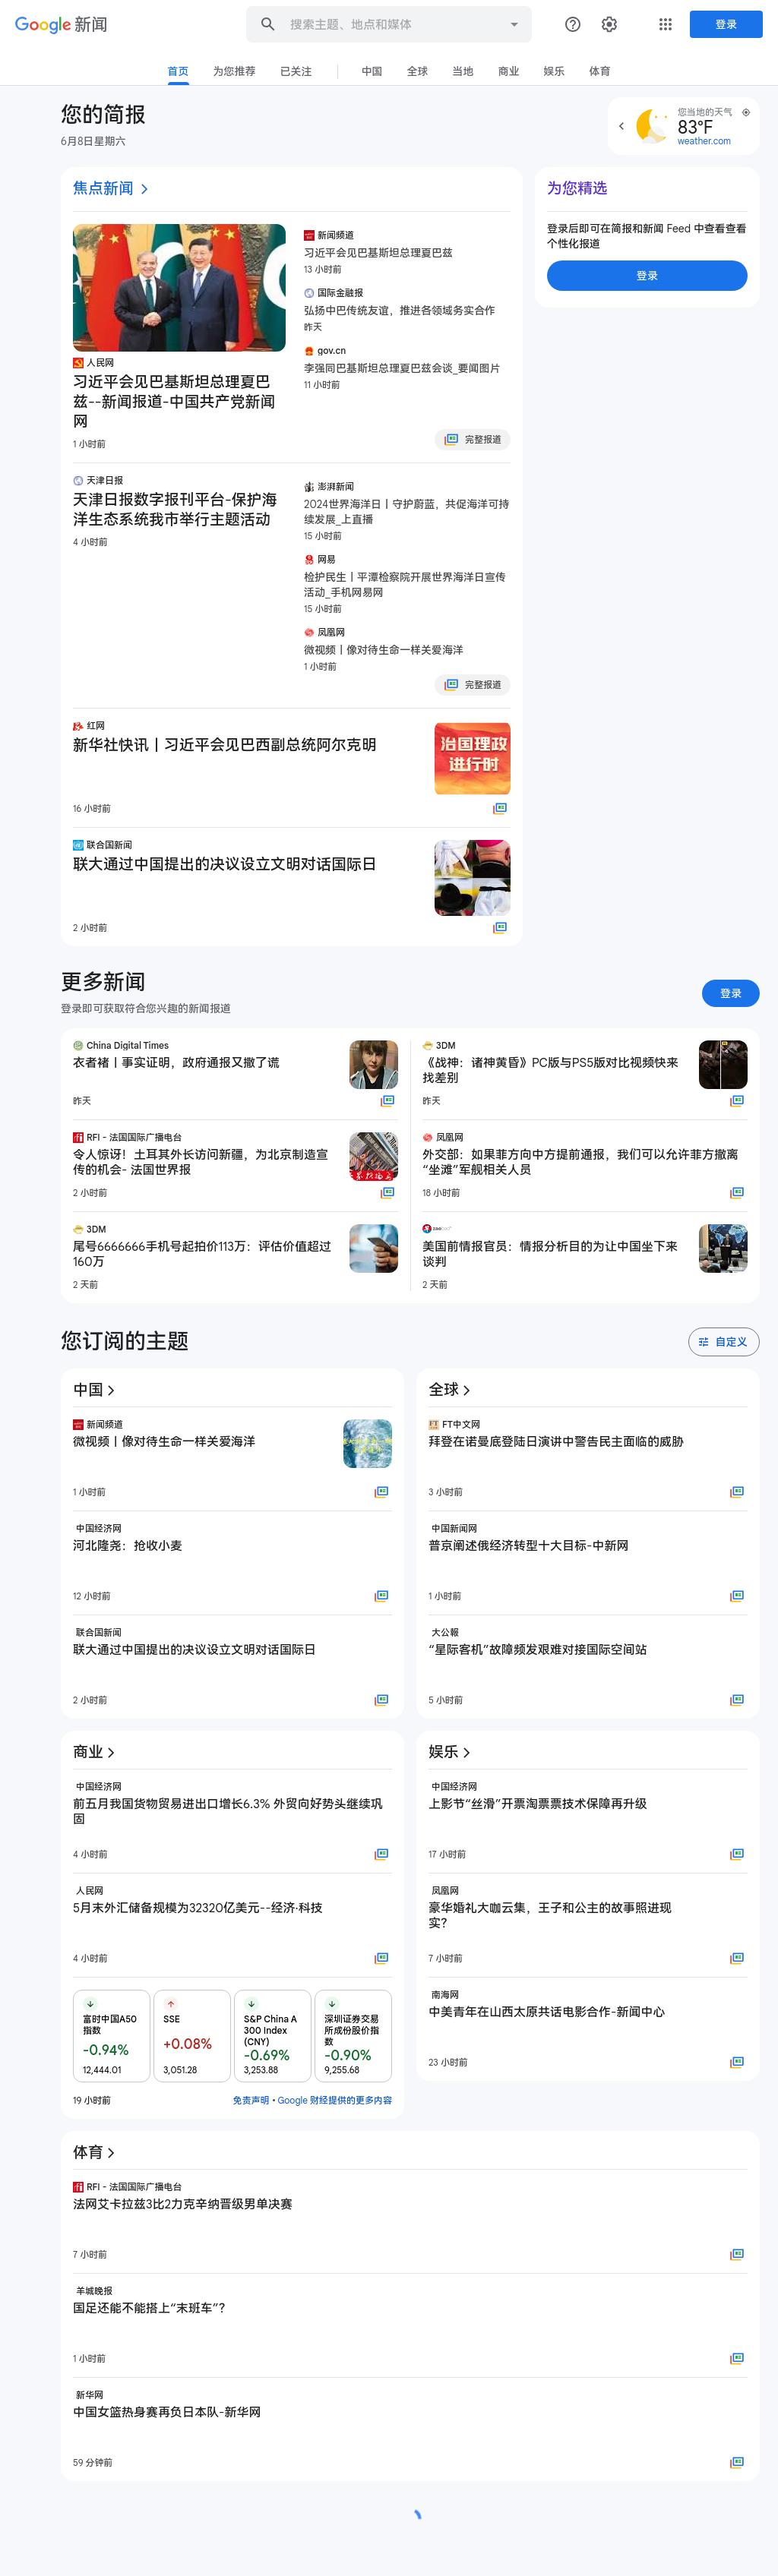 Google 新闻
搜索主题、地点和媒体
登录
首页
为您推荐
已关注
中国
全球
当地
商业
娱乐
体育
您的简报
6月8日星期六
您当地的天气
83°F
weather.com
焦点新闻
人民网
习近平会见巴基斯坦总理夏巴
兹--新闻报道-中国共产党新闻
网
1 小时前
新闻频道
习近平会见巴基斯坦总理夏巴兹
13 小时前
国际金融报
弘扬中巴传统友谊，推进各领域务实合作
昨天
gov.cn
李强同巴基斯坦总理夏巴兹会谈_要闻图片
11 小时前
完整报道
天津日报
天津日报数字报刊平台-保护海
洋生态系统我市举行主题活动
4 小时前
澎湃新闻
2024世界海洋日丨守护蔚蓝，共促海洋可持
续发展_上直播
15 小时前
网易
检护民生丨平潭检察院开展世界海洋日宣传
活动_手机网易网
15 小时前
凤凰网
微视频丨像对待生命一样关爱海洋
1 小时前
完整报道
红网
新华社快讯丨习近平会见巴西副总统阿尔克明
16 小时前
治国理政
进行时
联合国新闻
联大通过中国提出的决议设立文明对话国际日
2 小时前
为您精选
登录后即可在简报和新闻 Feed 中查看查看
个性化报道
登录
更多新闻
登录即可获取符合您兴趣的新闻报道
登录
China Digital Times
衣者褚丨事实证明，政府通报又撒了谎
昨天
3DM
《战神：诸神黄昏》PC版与PS5版对比视频快来
找差别
昨天
RFI - 法国国际广播电台
令人惊讶！土耳其外长访问新疆，为北京制造宣
传的机会- 法国世界报
2 小时前
凤凰网
外交部：如果菲方向中方提前通报，我们可以允许菲方撤离
“坐滩”军舰相关人员
18 小时前
3DM
尾号6666666手机号起拍价113万：评估价值超过
160万
2 天前
美国前情报官员：情报分析目的为让中国坐下来
谈判
2 天前
您订阅的主题
自定义
中国
新闻频道
微视频丨像对待生命一样关爱海洋
1 小时前
中国经济网
河北隆尧：抢收小麦
12 小时前
联合国新闻
联大通过中国提出的决议设立文明对话国际日
2 小时前
全球
FT中文网
拜登在诺曼底登陆日演讲中警告民主面临的威胁
3 小时前
中国新闻网
普京阐述俄经济转型十大目标-中新网
1 小时前
大公報
“星际客机”故障频发艰难对接国际空间站
5 小时前
商业
中国经济网
前五月我国货物贸易进出口增长6.3% 外贸向好势头继续巩
固
4 小时前
人民网
5月末外汇储备规模为32320亿美元--经济·科技
4 小时前
富时中国A50
指数
-0.94%
12,444.01
SSE
+0.08%
3,051.28
S&P China A
300 Index
(CNY)
-0.69%
3,253.88
深圳证券交易
所成份股价指
数
-0.90%
9,255.68
19 小时前
免责声明 • Google 财经提供的更多内容
娱乐
中国经济网
上影节“丝滑”开票淘票票技术保障再升级
17 小时前
凤凰网
豪华婚礼大咖云集，王子和公主的故事照进现
实？
7 小时前
南海网
中美青年在山西太原共话电影合作-新闻中心
23 小时前
体育
RFI - 法国国际广播电台
法网艾卡拉兹3比2力克辛纳晋级男单决赛
7 小时前
羊城晚报
国足还能不能搭上“末班车”？
1 小时前
新华网
中国女篮热身赛再负日本队-新华网
59 分钟前